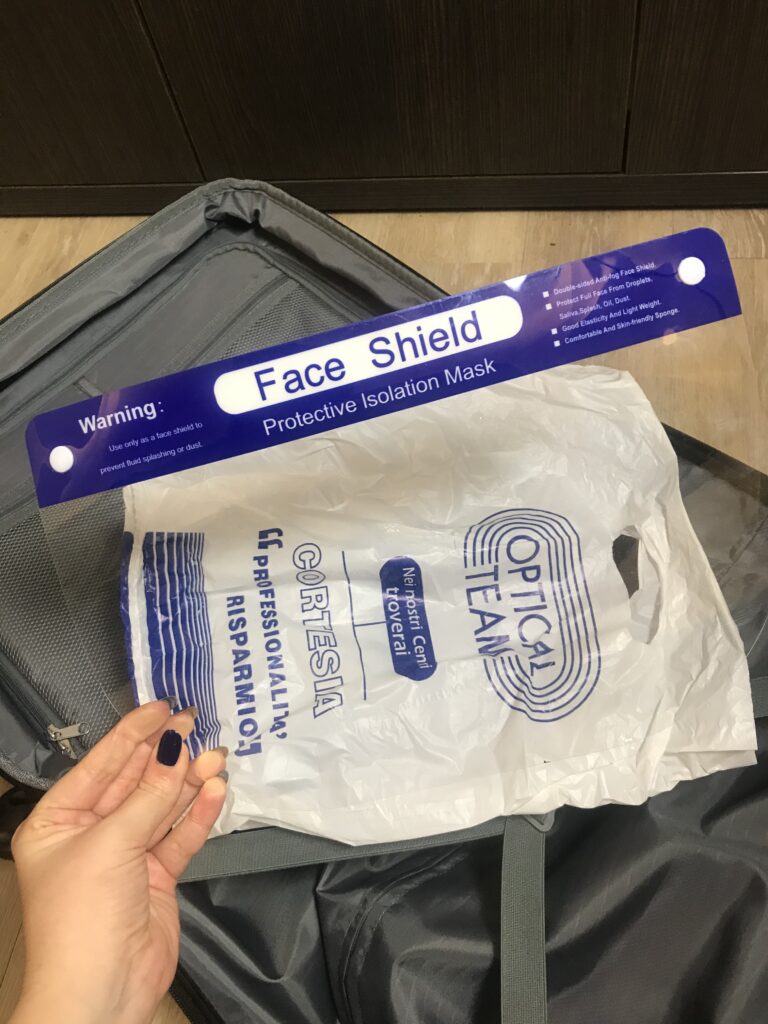 Face Shield
Protective Isolation Mask
Warning:
Use only as a face shield to
prevent fluid splashing or dust.
Double-sided Anti-fog Face Shield.
Protect Full Face From Droplets,
Saliva,Splash, Oil, Dust.
Good Elasticity And Light Weight.
Comfortable And Skin-friendly Sponge.
OPTICAL
TEAM
Nei nostri Centri
troverai
CORTESIA
“PROFESSIONALITA'
RISPARMIO”